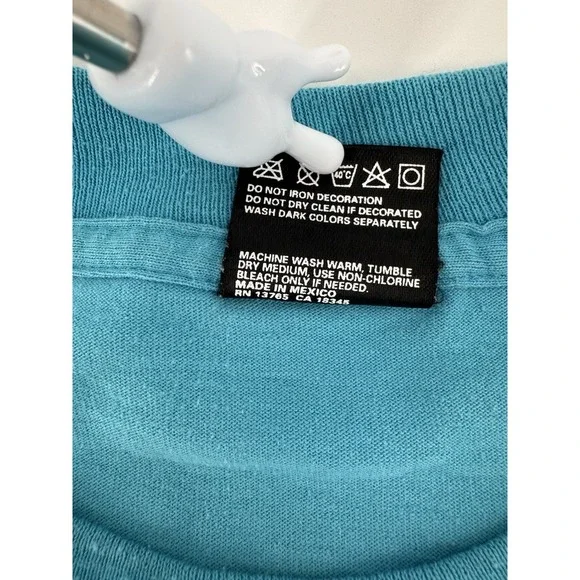 40°C
DO NOT IRON DECORATION
DO NOT DRY CLEAN IF DECORATED
WASH DARK COLORS SEPARATELY
MACHINE WASH WARM, TUMBLE
DRY MEDIUM, USE NON-CHLORINE
BLEACH ONLY IF NEEDED.
MADE IN MEXICO
RN 13765 CA 18345